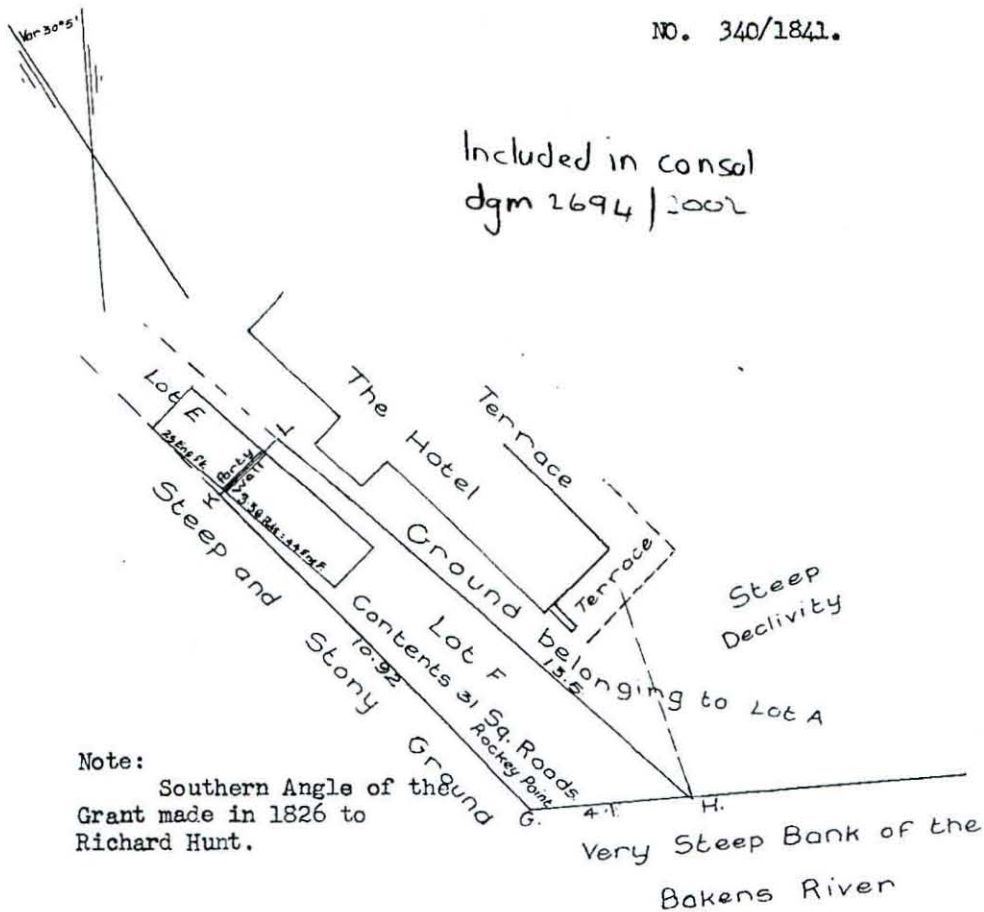 Var 30°5'
NO. 340/1841.
Included in consol
dgm 2694/2002
Lot E
Party
Wall
L
K
The Hotel
Terrace
Terrace
Steep
Declivity
Ground belonging to Lot A
13.5
Lot F
Contents 31 Sq. Roods.
10.92
Rockey Point
Steep and Stony Ground
G.
4.1
H.
Note:
Southern Angle of the
Grant made in 1826 to
Richard Hunt.
Very Steep Bank of the
Bakens River